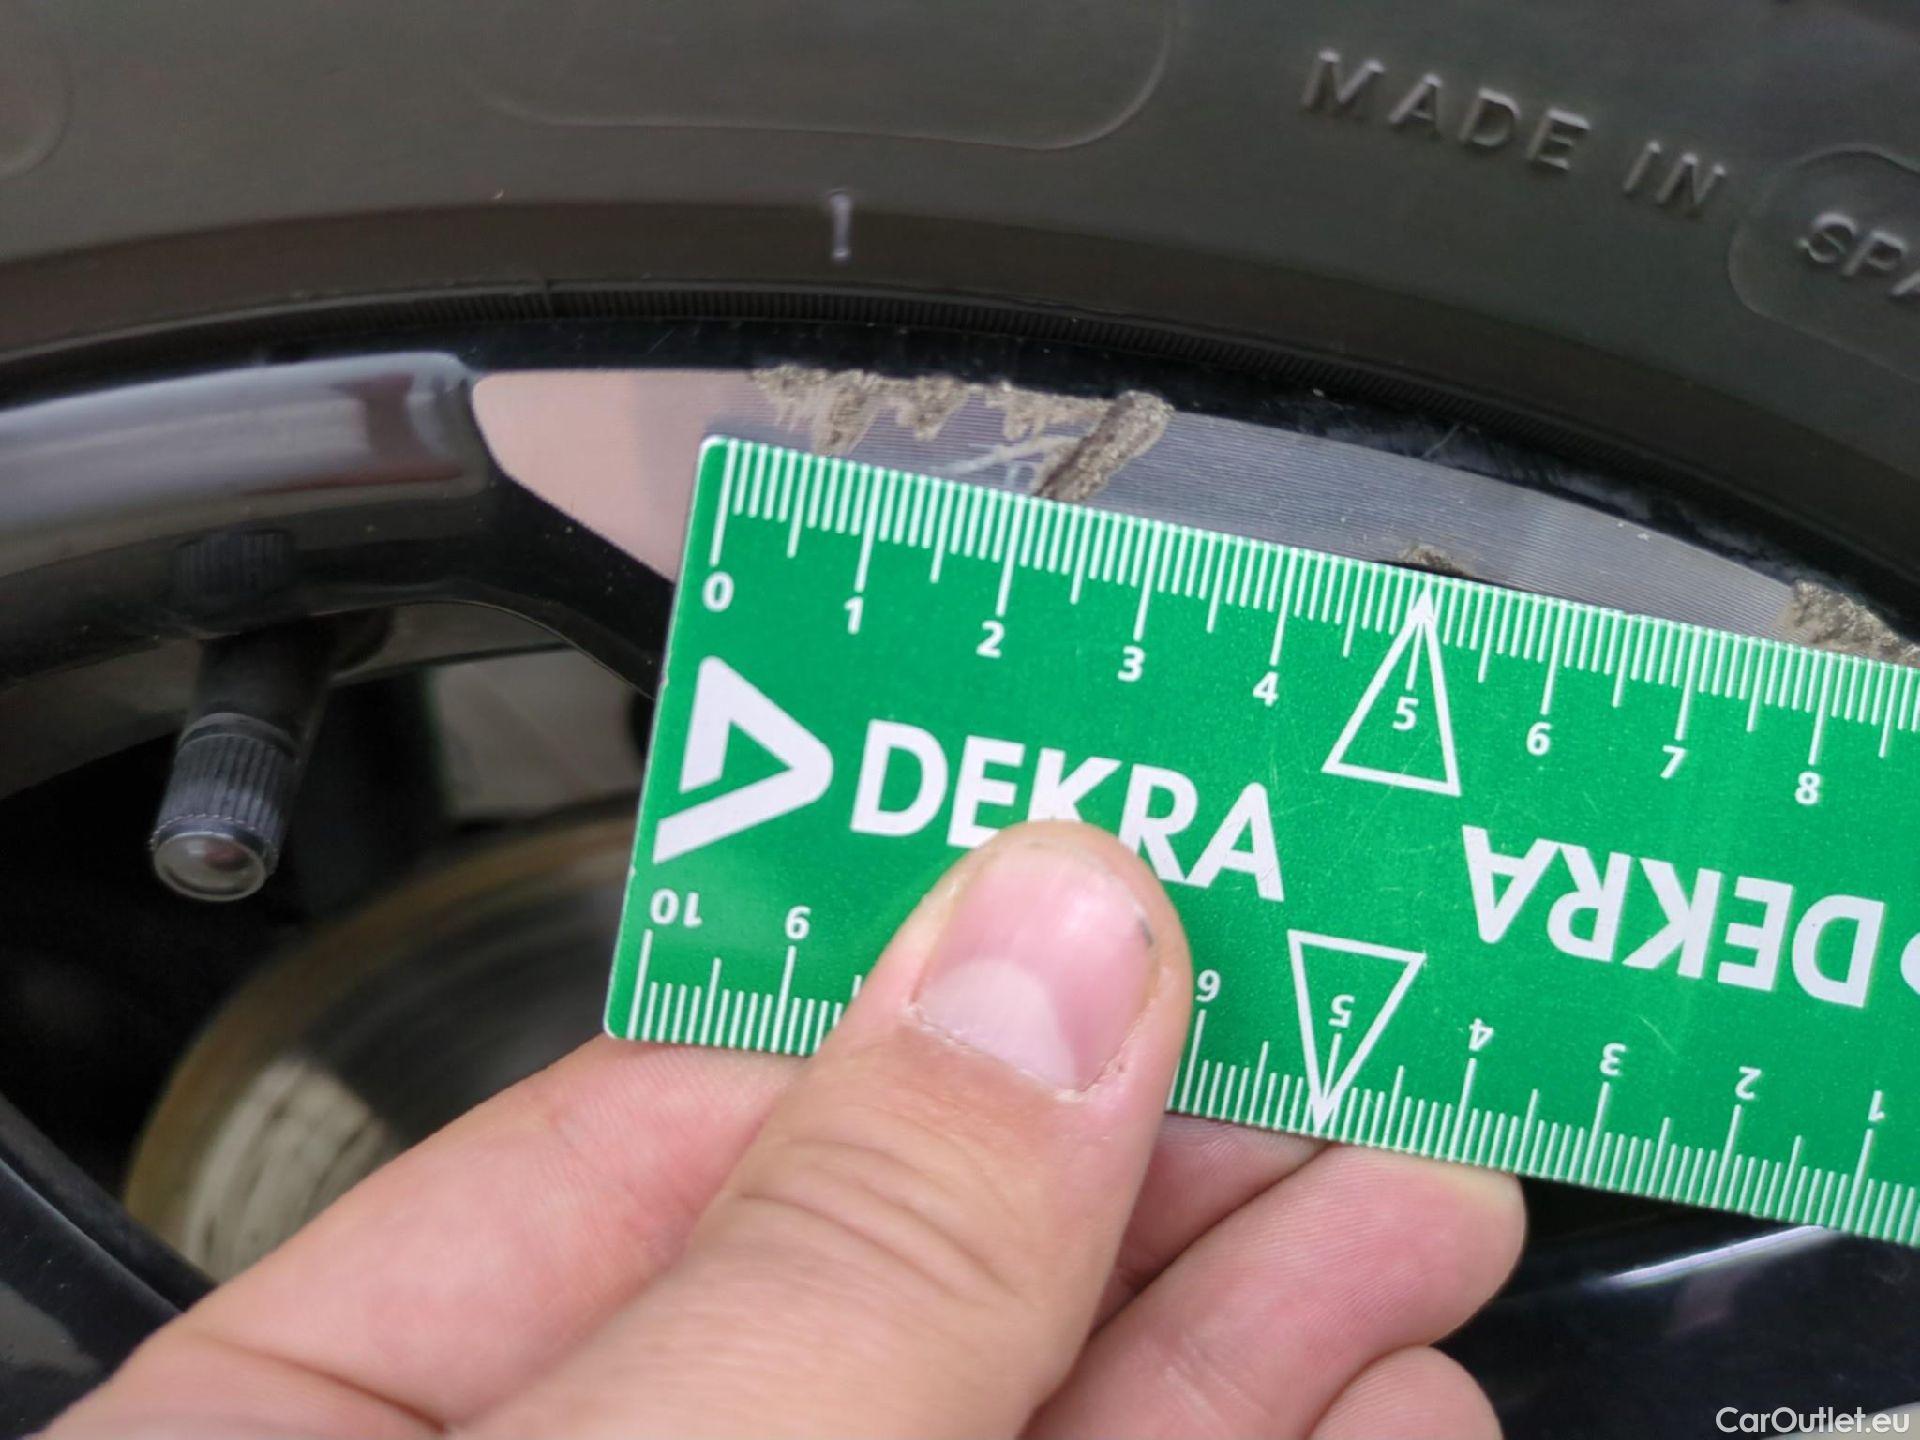 MADE IN SPA
0 1 2 3 4 5 6 7 8
DEKRA
DEKRA
10 9 6 5 4 3 2 1
CarOutlet.eu